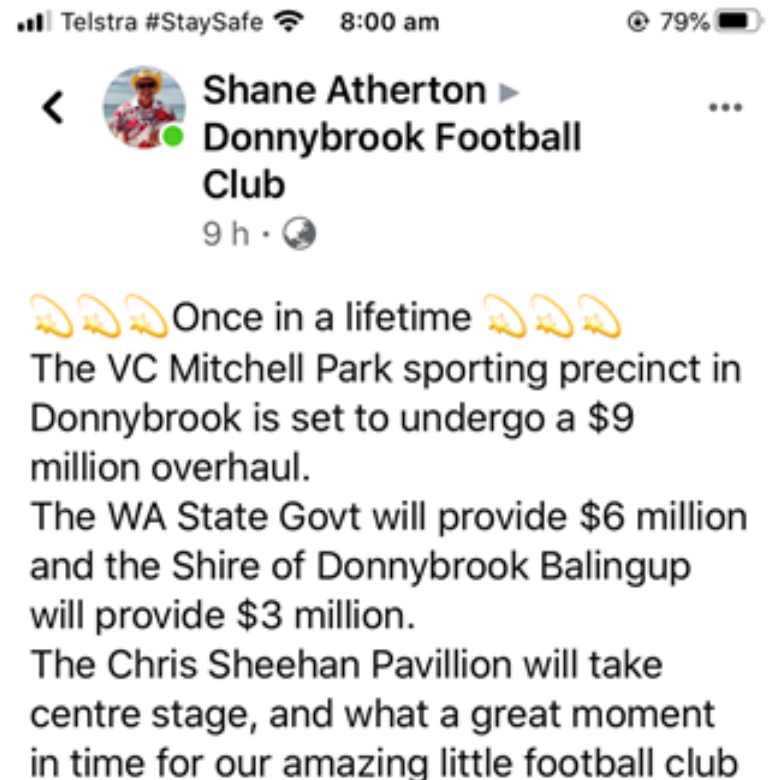 Telstra #StaySafe 8:00 am 79%
Shane Atherton ▸
Donnybrook Football
Club
9 h ·
💫💫💫Once in a lifetime 💫💫💫
The VC Mitchell Park sporting precinct in
Donnybrook is set to undergo a $9
million overhaul.
The WA State Govt will provide $6 million
and the Shire of Donnybrook Balingup
will provide $3 million.
The Chris Sheehan Pavillion will take
centre stage, and what a great moment
in time for our amazing little football club